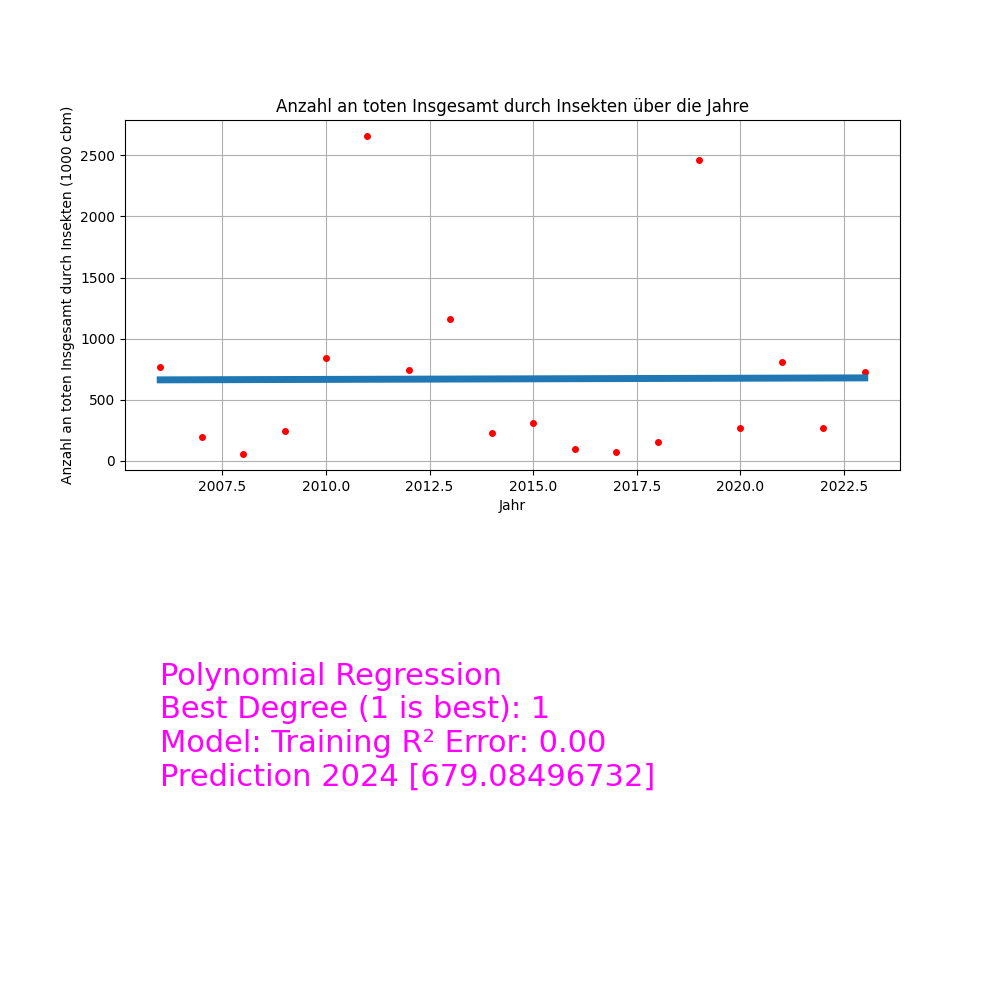 Anzahl an toten Insgesamt durch Insekten über die Jahre
Anzahl an toten Insgesamt durch Insekten (1000 cbm)
2500
2000
1500
1000
500
0
2007.5 2010.0 2012.5 2015.0 2017.5 2020.0 2022.5
Jahr
Polynomial Regression
Best Degree (1 is best): 1
Model: Training R² Error: 0.00
Prediction 2024 [679.08496732]